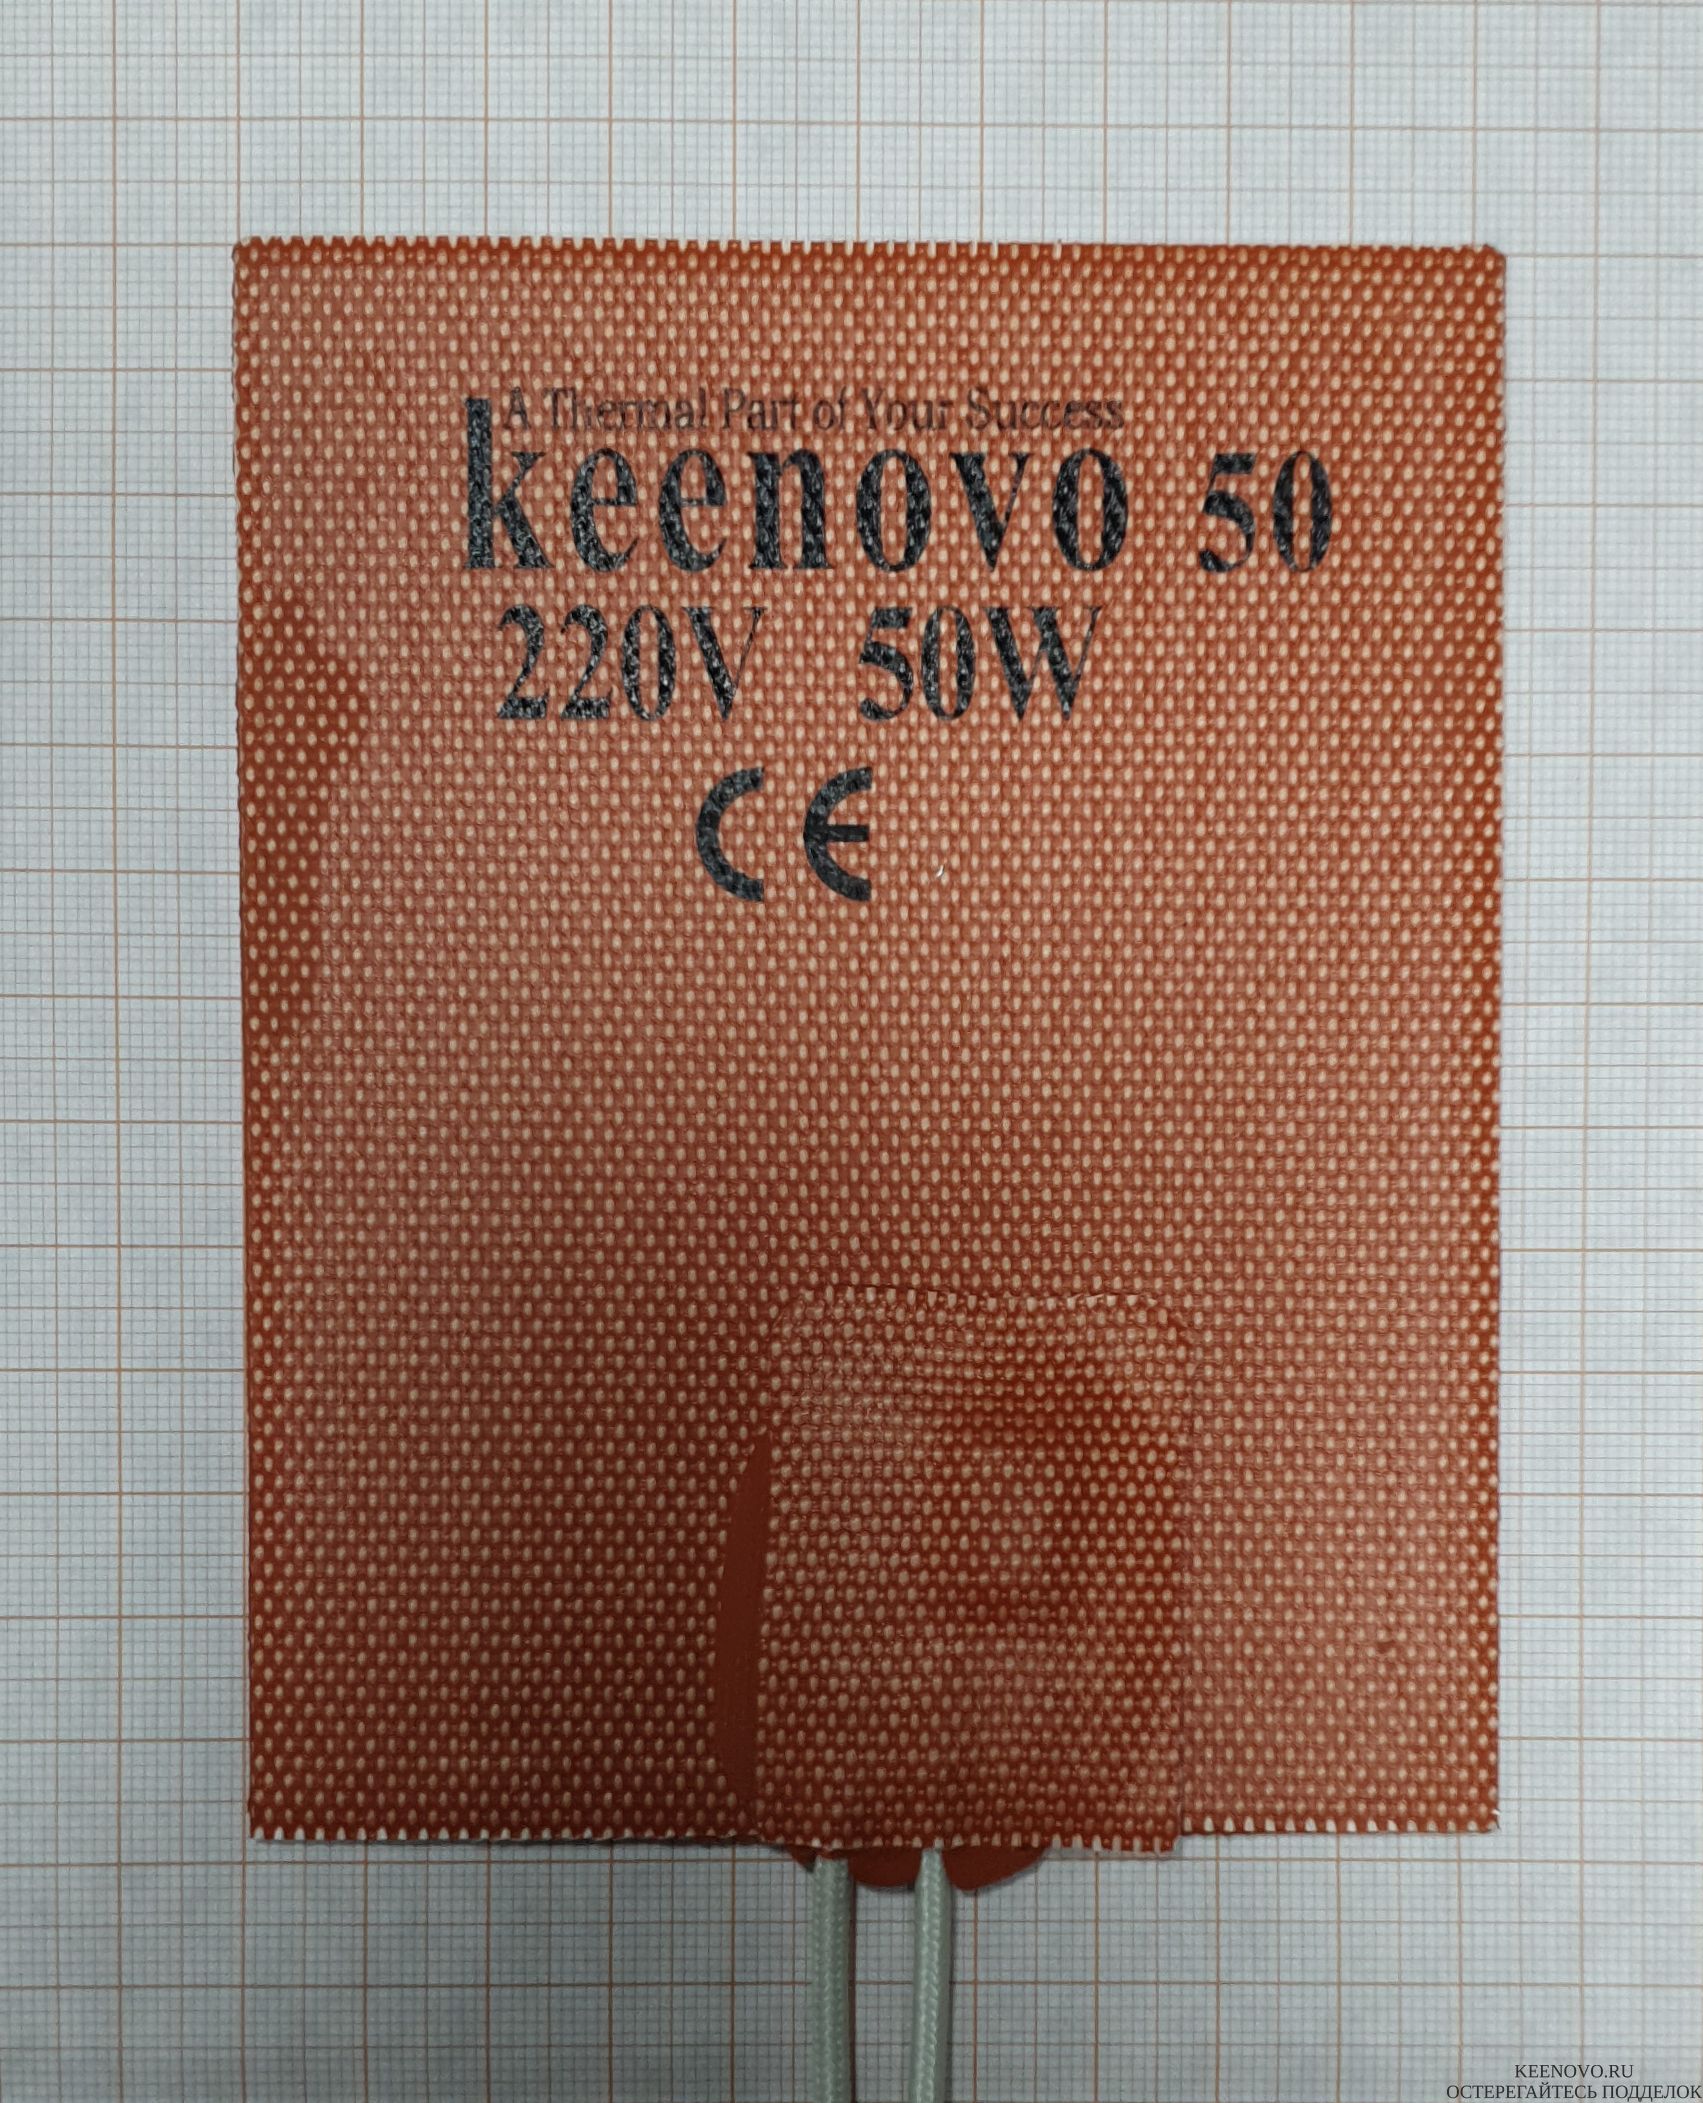 A Thermal Part of Your Success
keenovo 50
220V 50W
CE
KEENOVO.RU
ОСТЕРЕГАЙТЕСЬ ПОДДЕЛОК